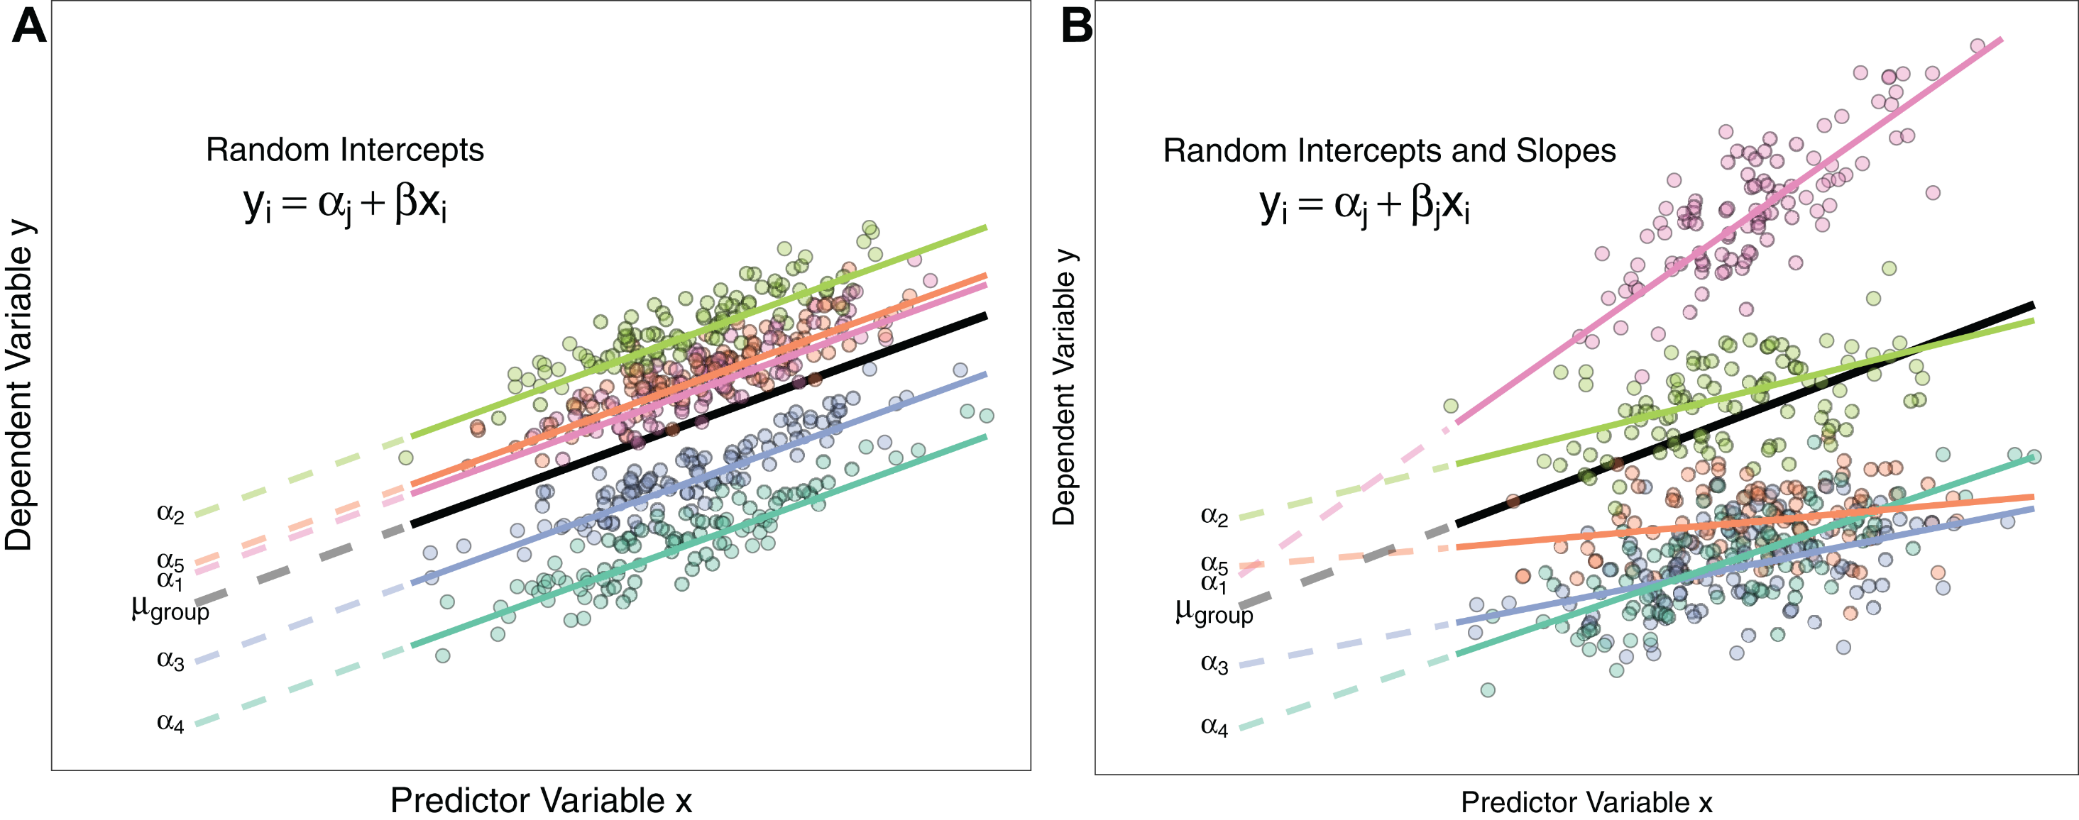 A
Random Intercepts
yᵢ = αⱼ + βxᵢ
Dependent Variable y
α₂
α₅
α₁
μgroup
α₃
α₄
Predictor Variable x
B
Random Intercepts and Slopes
yᵢ = αⱼ + βⱼxᵢ
Dependent Variable y
α₂
α₅
α₁
μgroup
α₃
α₄
Predictor Variable x